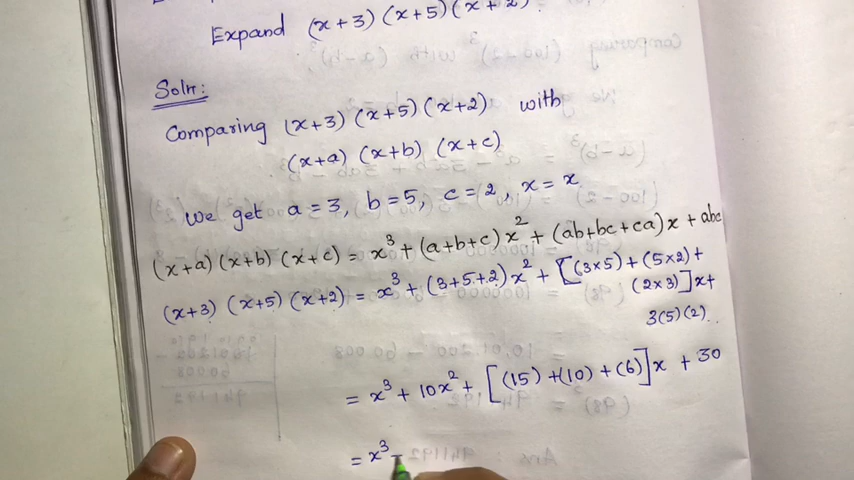 Expand (x+3) (x+5) (x+2).
Soln:
Comparing (x+3) (x+5) (x+2) with
(x+a) (x+b) (x+c)
we get a=3, b=5, c=2, x=x
(x+a) (x+b) (x+c) = x³ + (a+b+c) x² + (ab+bc+ca) x + abc
(x+3) (x+5) (x+2) = x³ + (3+5+2) x² + [(3×5) + (5×2) +
(2×3)] x +
3(5)(2).
= x³ + 10x² + [(15) + (10) + (6)] x + 30
= x³